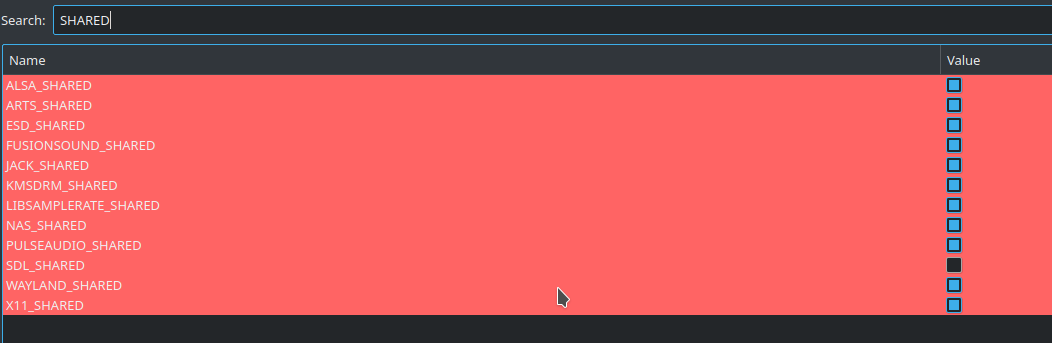 Search: SHARED
Name Value
ALSA_SHARED
ARTS_SHARED
ESD_SHARED
FUSIONSOUND_SHARED
JACK_SHARED
KMSDRM_SHARED
LIBSAMPLERATE_SHARED
NAS_SHARED
PULSEAUDIO_SHARED
SDL_SHARED
WAYLAND_SHARED
X11_SHARED